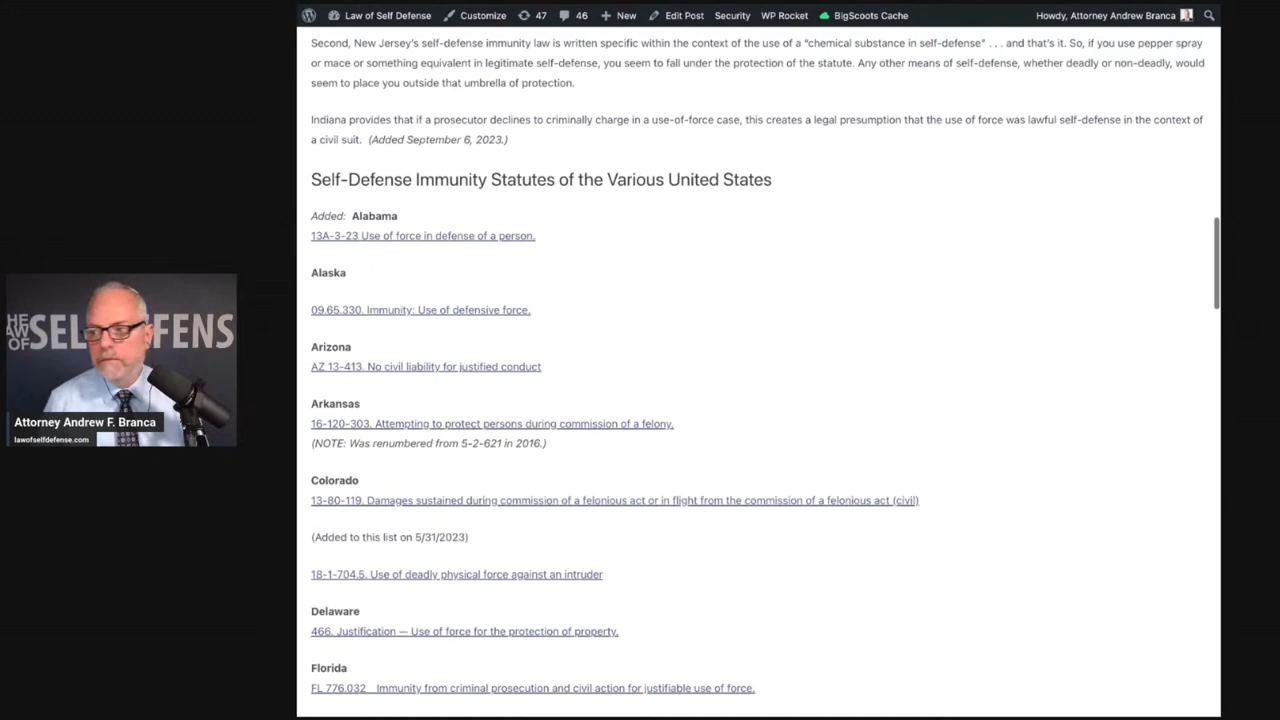 Law of Self Defense Customize 47 46 New Edit Post Security WP Rocket BigScoots Cache Howdy, Attorney Andrew Branca
Second, New Jersey's self-defense immunity law is written specific within the context of the use of a “chemical substance in self-defense” . . . and that's it. So, if you use pepper spray
or mace or something equivalent in legitimate self-defense, you seem to fall under the protection of the statute. Any other means of self-defense, whether deadly or non-deadly, would
seem to place you outside that umbrella of protection.
Indiana provides that if a prosecutor declines to criminally charge in a use-of-force case, this creates a legal presumption that the use of force was lawful self-defense in the context of
a civil suit. (Added September 6, 2023.)
Self-Defense Immunity Statutes of the Various United States
Added: Alabama
13A-3-23 Use of force in defense of a person.
Alaska
09.65.330. Immunity: Use of defensive force.
Arizona
AZ 13-413. No civil liability for justified conduct
Arkansas
16-120-303. Attempting to protect persons during commission of a felony.
(NOTE: Was renumbered from 5-2-621 in 2016.)
Colorado
13-80-119. Damages sustained during commission of a felonious act or in flight from the commission of a felonious act (civil)
(Added to this list on 5/31/2023)
18-1-704.5. Use of deadly physical force against an intruder
Delaware
466. Justification — Use of force for the protection of property.
Florida
FL 776.032 Immunity from criminal prosecution and civil action for justifiable use of force.
HE
AW SEL EFENS
OF
Attorney Andrew F. Branca
lawofselfdefense.com